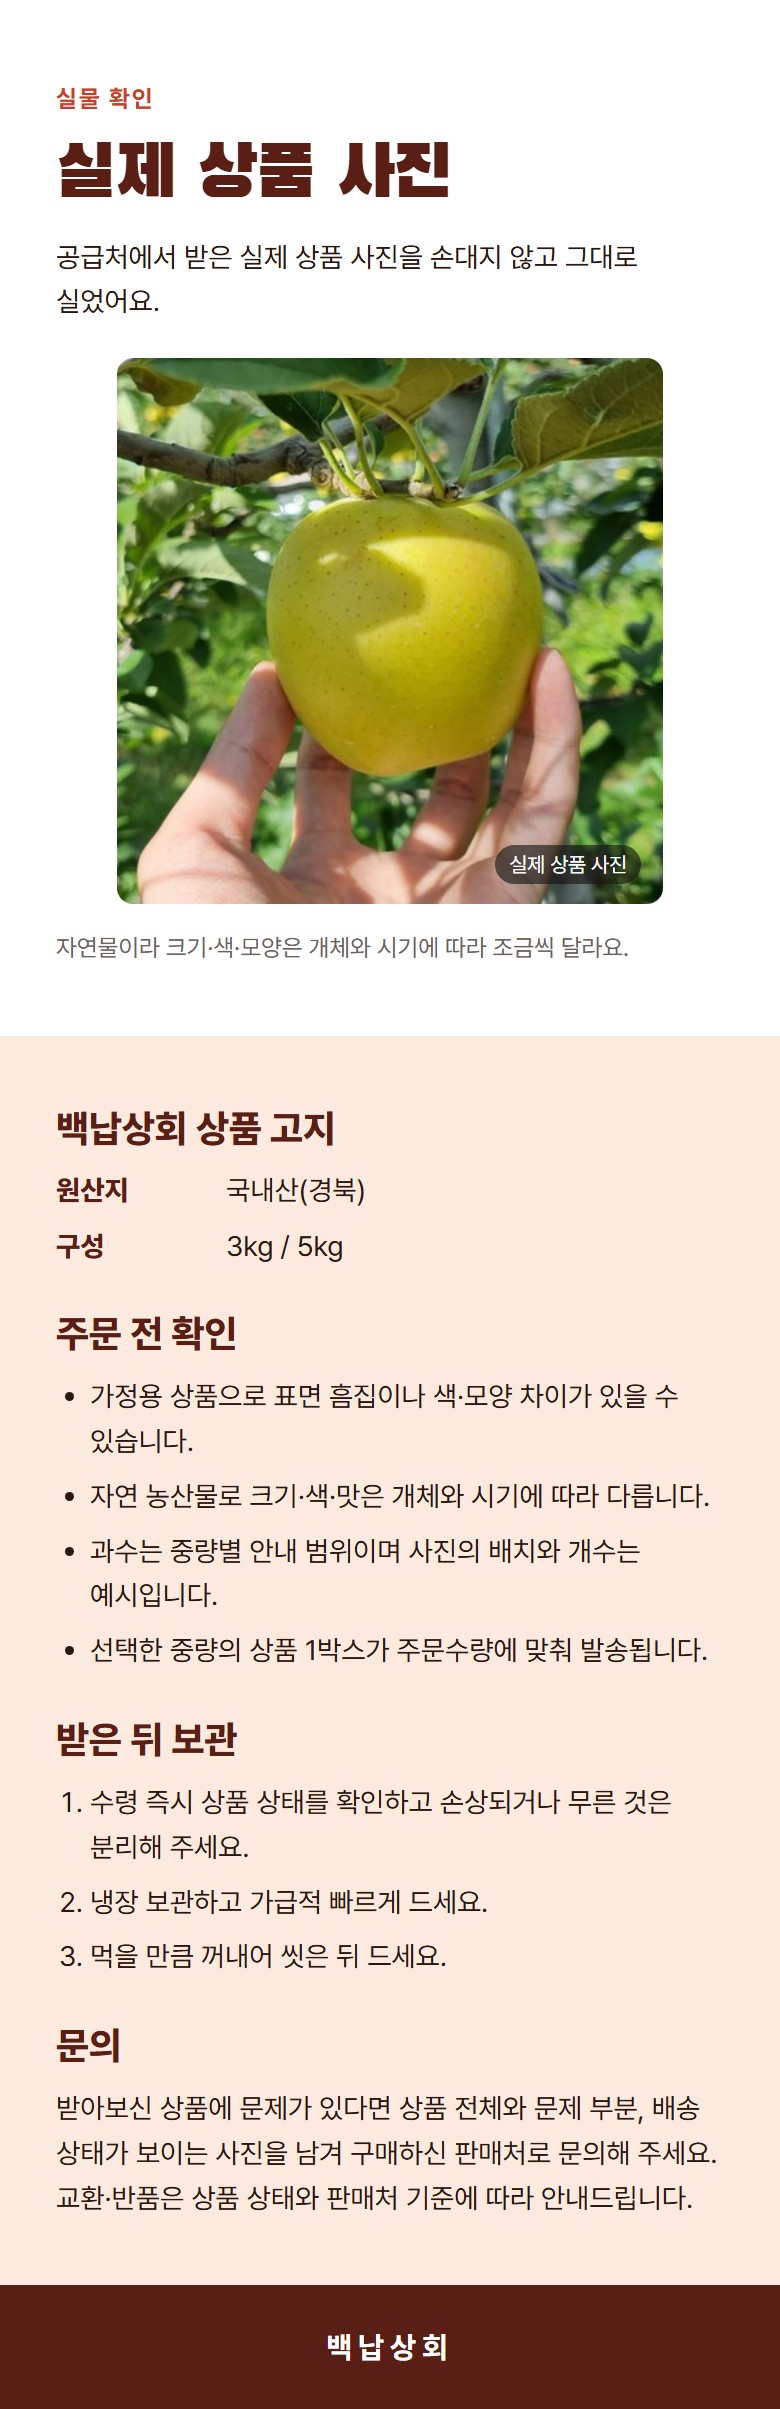 실물 확인
실제 상품 사진
공급처에서 받은 실제 상품 사진을 손대지 않고 그대로
실었어요.
실제 상품 사진
자연물이라 크기·색·모양은 개체와 시기에 따라 조금씩 달라요.
백납상회 상품 고지
원산지 국내산(경북)
구성 3kg / 5kg
주문 전 확인
• 가정용 상품으로 표면 흠집이나 색·모양 차이가 있을 수
있습니다.
• 자연 농산물로 크기·색·맛은 개체와 시기에 따라 다릅니다.
• 과수는 중량별 안내 범위이며 사진의 배치와 개수는
예시입니다.
• 선택한 중량의 상품 1박스가 주문수량에 맞춰 발송됩니다.
받은 뒤 보관
1. 수령 즉시 상품 상태를 확인하고 손상되거나 무른 것은
분리해 주세요.
2. 냉장 보관하고 가급적 빠르게 드세요.
3. 먹을 만큼 꺼내어 씻은 뒤 드세요.
문의
받아보신 상품에 문제가 있다면 상품 전체와 문제 부분, 배송
상태가 보이는 사진을 남겨 구매하신 판매처로 문의해 주세요.
교환·반품은 상품 상태와 판매처 기준에 따라 안내드립니다.
백납상회